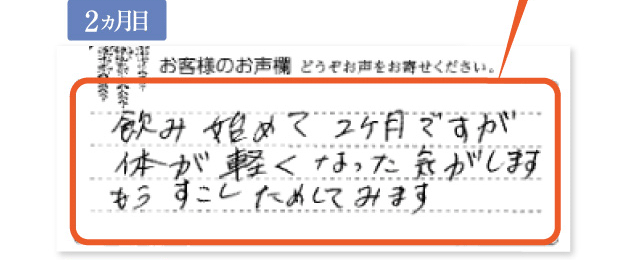 2ヵ月目
お客様のお声欄 どうぞお声をお寄せください。
飲み始めて2ケ月ですが
体が軽くなった気がします
もうすこしためしてみます